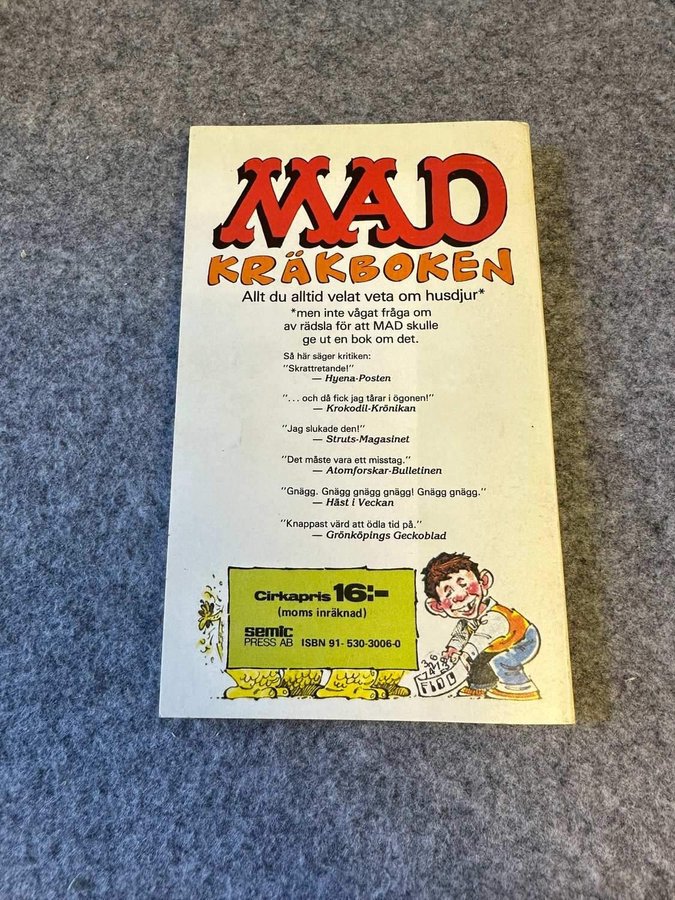 MAD
KRÄKBOKEN
Allt du alltid velat veta om husdjur*
*men inte vågat fråga om
av rädsla för att MAD skulle
ge ut en bok om det.
Så här säger kritiken:
"Skrattretande!"
— Hyena-Posten
"... och då fick jag tårar i ögonen!"
— Krokodil-Krönikan
"Jag slukade den!"
— Struts-Magasinet
"Det måste vara ett misstag."
— Atomforskar-Bulletinen
"Gnägg. Gnägg gnägg gnägg! Gnägg gnägg."
— Häst i Veckan
"Knappast värd att ödla tid på."
— Grönköpings Geckoblad
Cirkapris 16:-
(moms inräknad)
semic
PRESS AB ISBN 91-530-3006-0